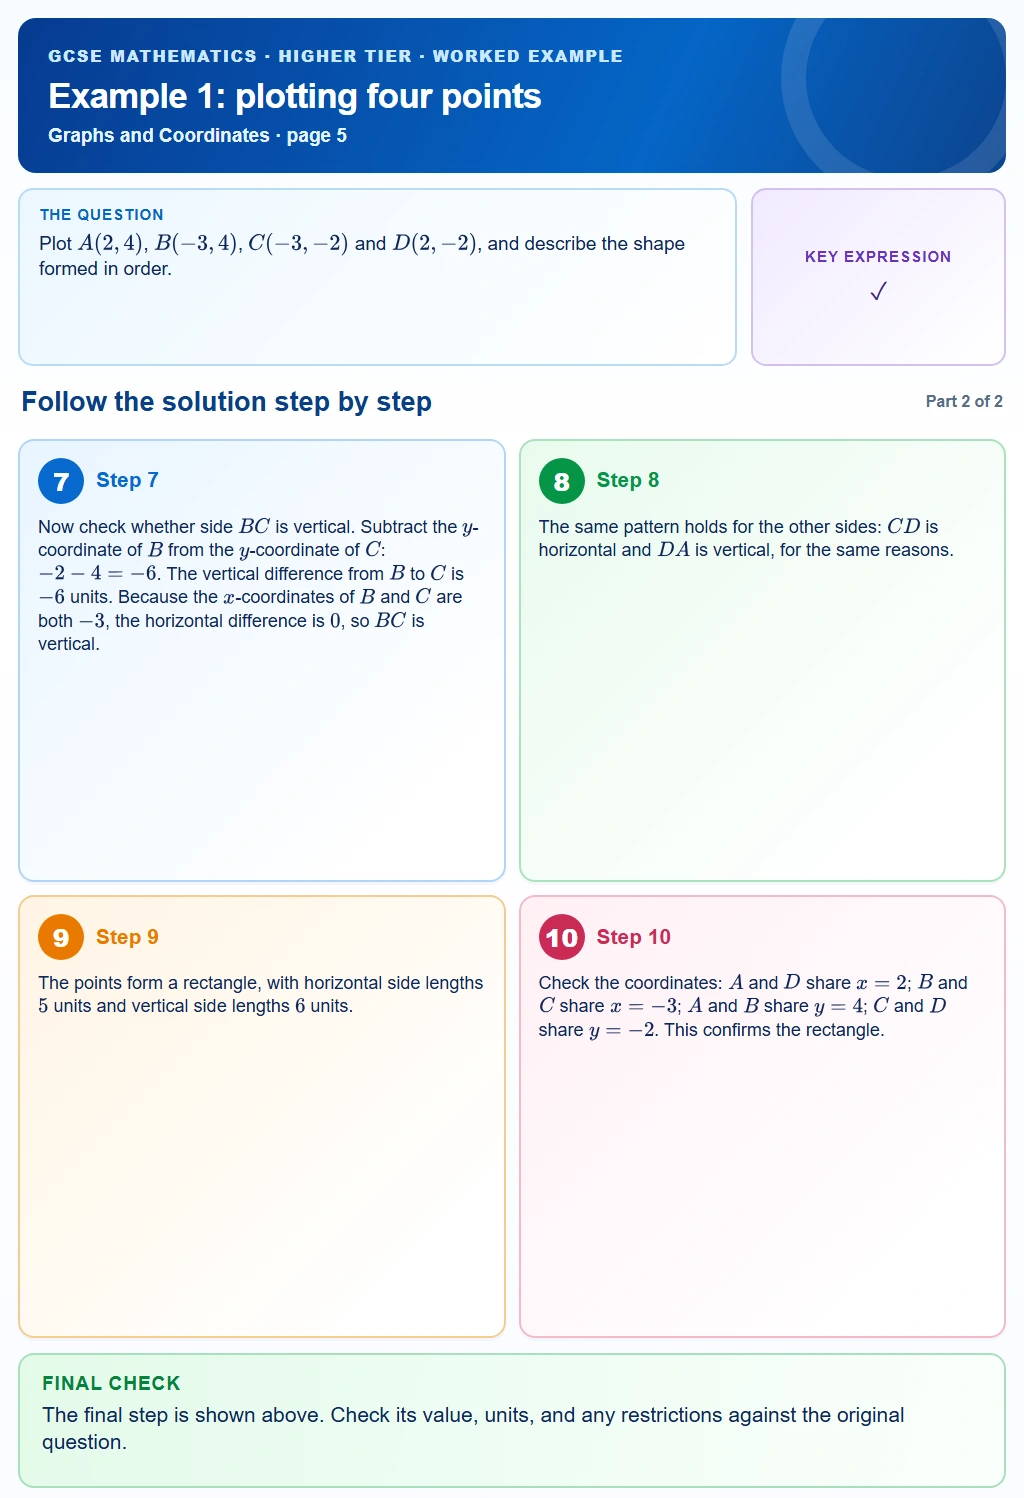 GCSE MATHEMATICS · HIGHER TIER · WORKED EXAMPLE
Example 1: plotting four points
Graphs and Coordinates · page 5
THE QUESTION
Plot A(2, 4), B(−3, 4), C(−3, −2) and D(2, −2), and describe the shape
formed in order.
KEY EXPRESSION
✓
Follow the solution step by step
Part 2 of 2
7 Step 7
Now check whether side BC is vertical. Subtract the y-
coordinate of B from the y-coordinate of C:
−2 − 4 = −6. The vertical difference from B to C is
−6 units. Because the x-coordinates of B and C are
both −3, the horizontal difference is 0, so BC is
vertical.
8 Step 8
The same pattern holds for the other sides: CD is
horizontal and DA is vertical, for the same reasons.
9 Step 9
The points form a rectangle, with horizontal side lengths
5 units and vertical side lengths 6 units.
10 Step 10
Check the coordinates: A and D share x = 2; B and
C share x = −3; A and B share y = 4; C and D
share y = −2. This confirms the rectangle.
FINAL CHECK
The final step is shown above. Check its value, units, and any restrictions against the original
question.